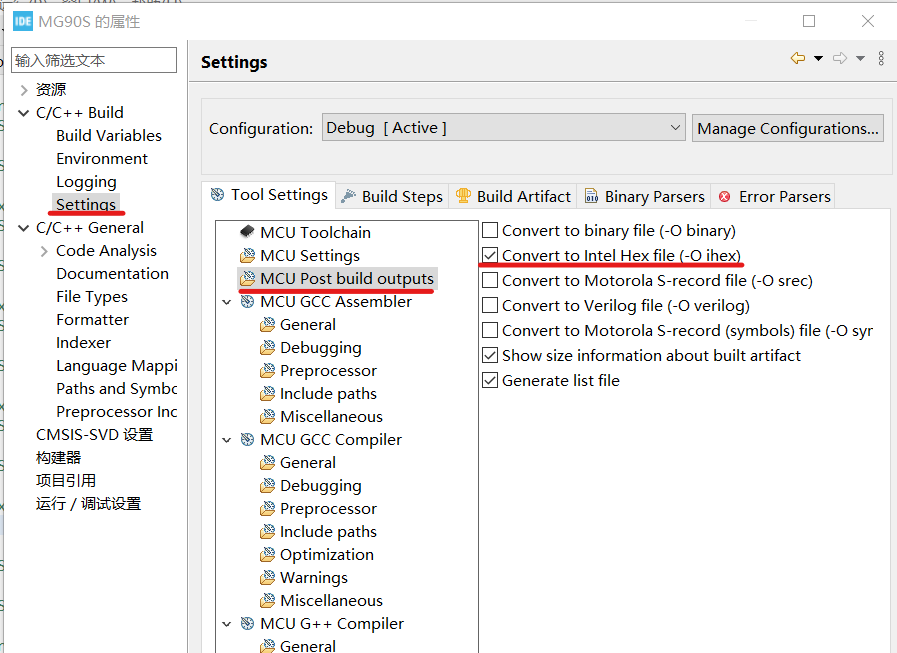 IDE MG90S 的属性
输入筛选文本
资源
C/C++ Build
Build Variables
Environment
Logging
Settings
C/C++ General
Code Analysis
Documentation
File Types
Formatter
Indexer
Language Mappi
Paths and Symbo
Preprocessor Inc
CMSIS-SVD 设置
构建器
项目引用
运行 / 调试设置
Settings
Configuration: Debug [ Active ] Manage Configurations...
Tool Settings Build Steps Build Artifact Binary Parsers Error Parsers
MCU Toolchain
MCU Settings
MCU Post build outputs
MCU GCC Assembler
General
Debugging
Preprocessor
Include paths
Miscellaneous
MCU GCC Compiler
General
Debugging
Preprocessor
Include paths
Optimization
Warnings
Miscellaneous
MCU G++ Compiler
General
Convert to binary file (-O binary)
Convert to Intel Hex file (-O ihex)
Convert to Motorola S-record file (-O srec)
Convert to Verilog file (-O verilog)
Convert to Motorola S-record (symbols) file (-O syr
Show size information about built artifact
Generate list file